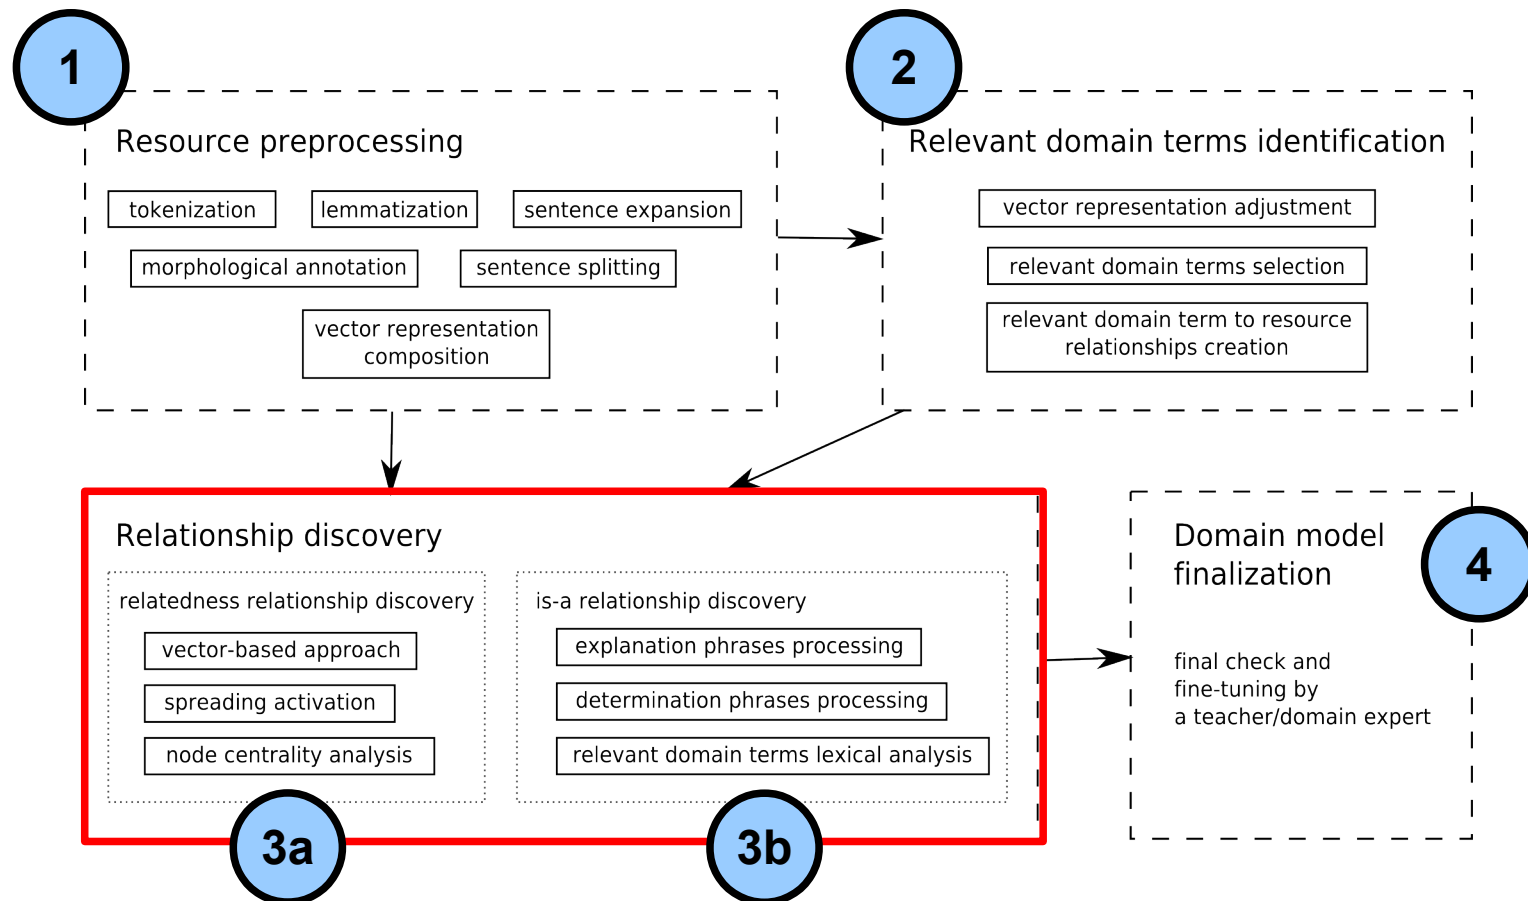 1
Resource preprocessing
tokenization
lemmatization
sentence expansion
morphological annotation
sentence splitting
vector representation
composition
2
Relevant domain terms identification
vector representation adjustment
relevant domain terms selection
relevant domain term to resource
relationships creation
Relationship discovery
relatedness relationship discovery
vector-based approach
spreading activation
node centrality analysis
3a
is-a relationship discovery
explanation phrases processing
determination phrases processing
relevant domain terms lexical analysis
3b
Domain model
finalization
4
final check and
fine-tuning by
a teacher/domain expert